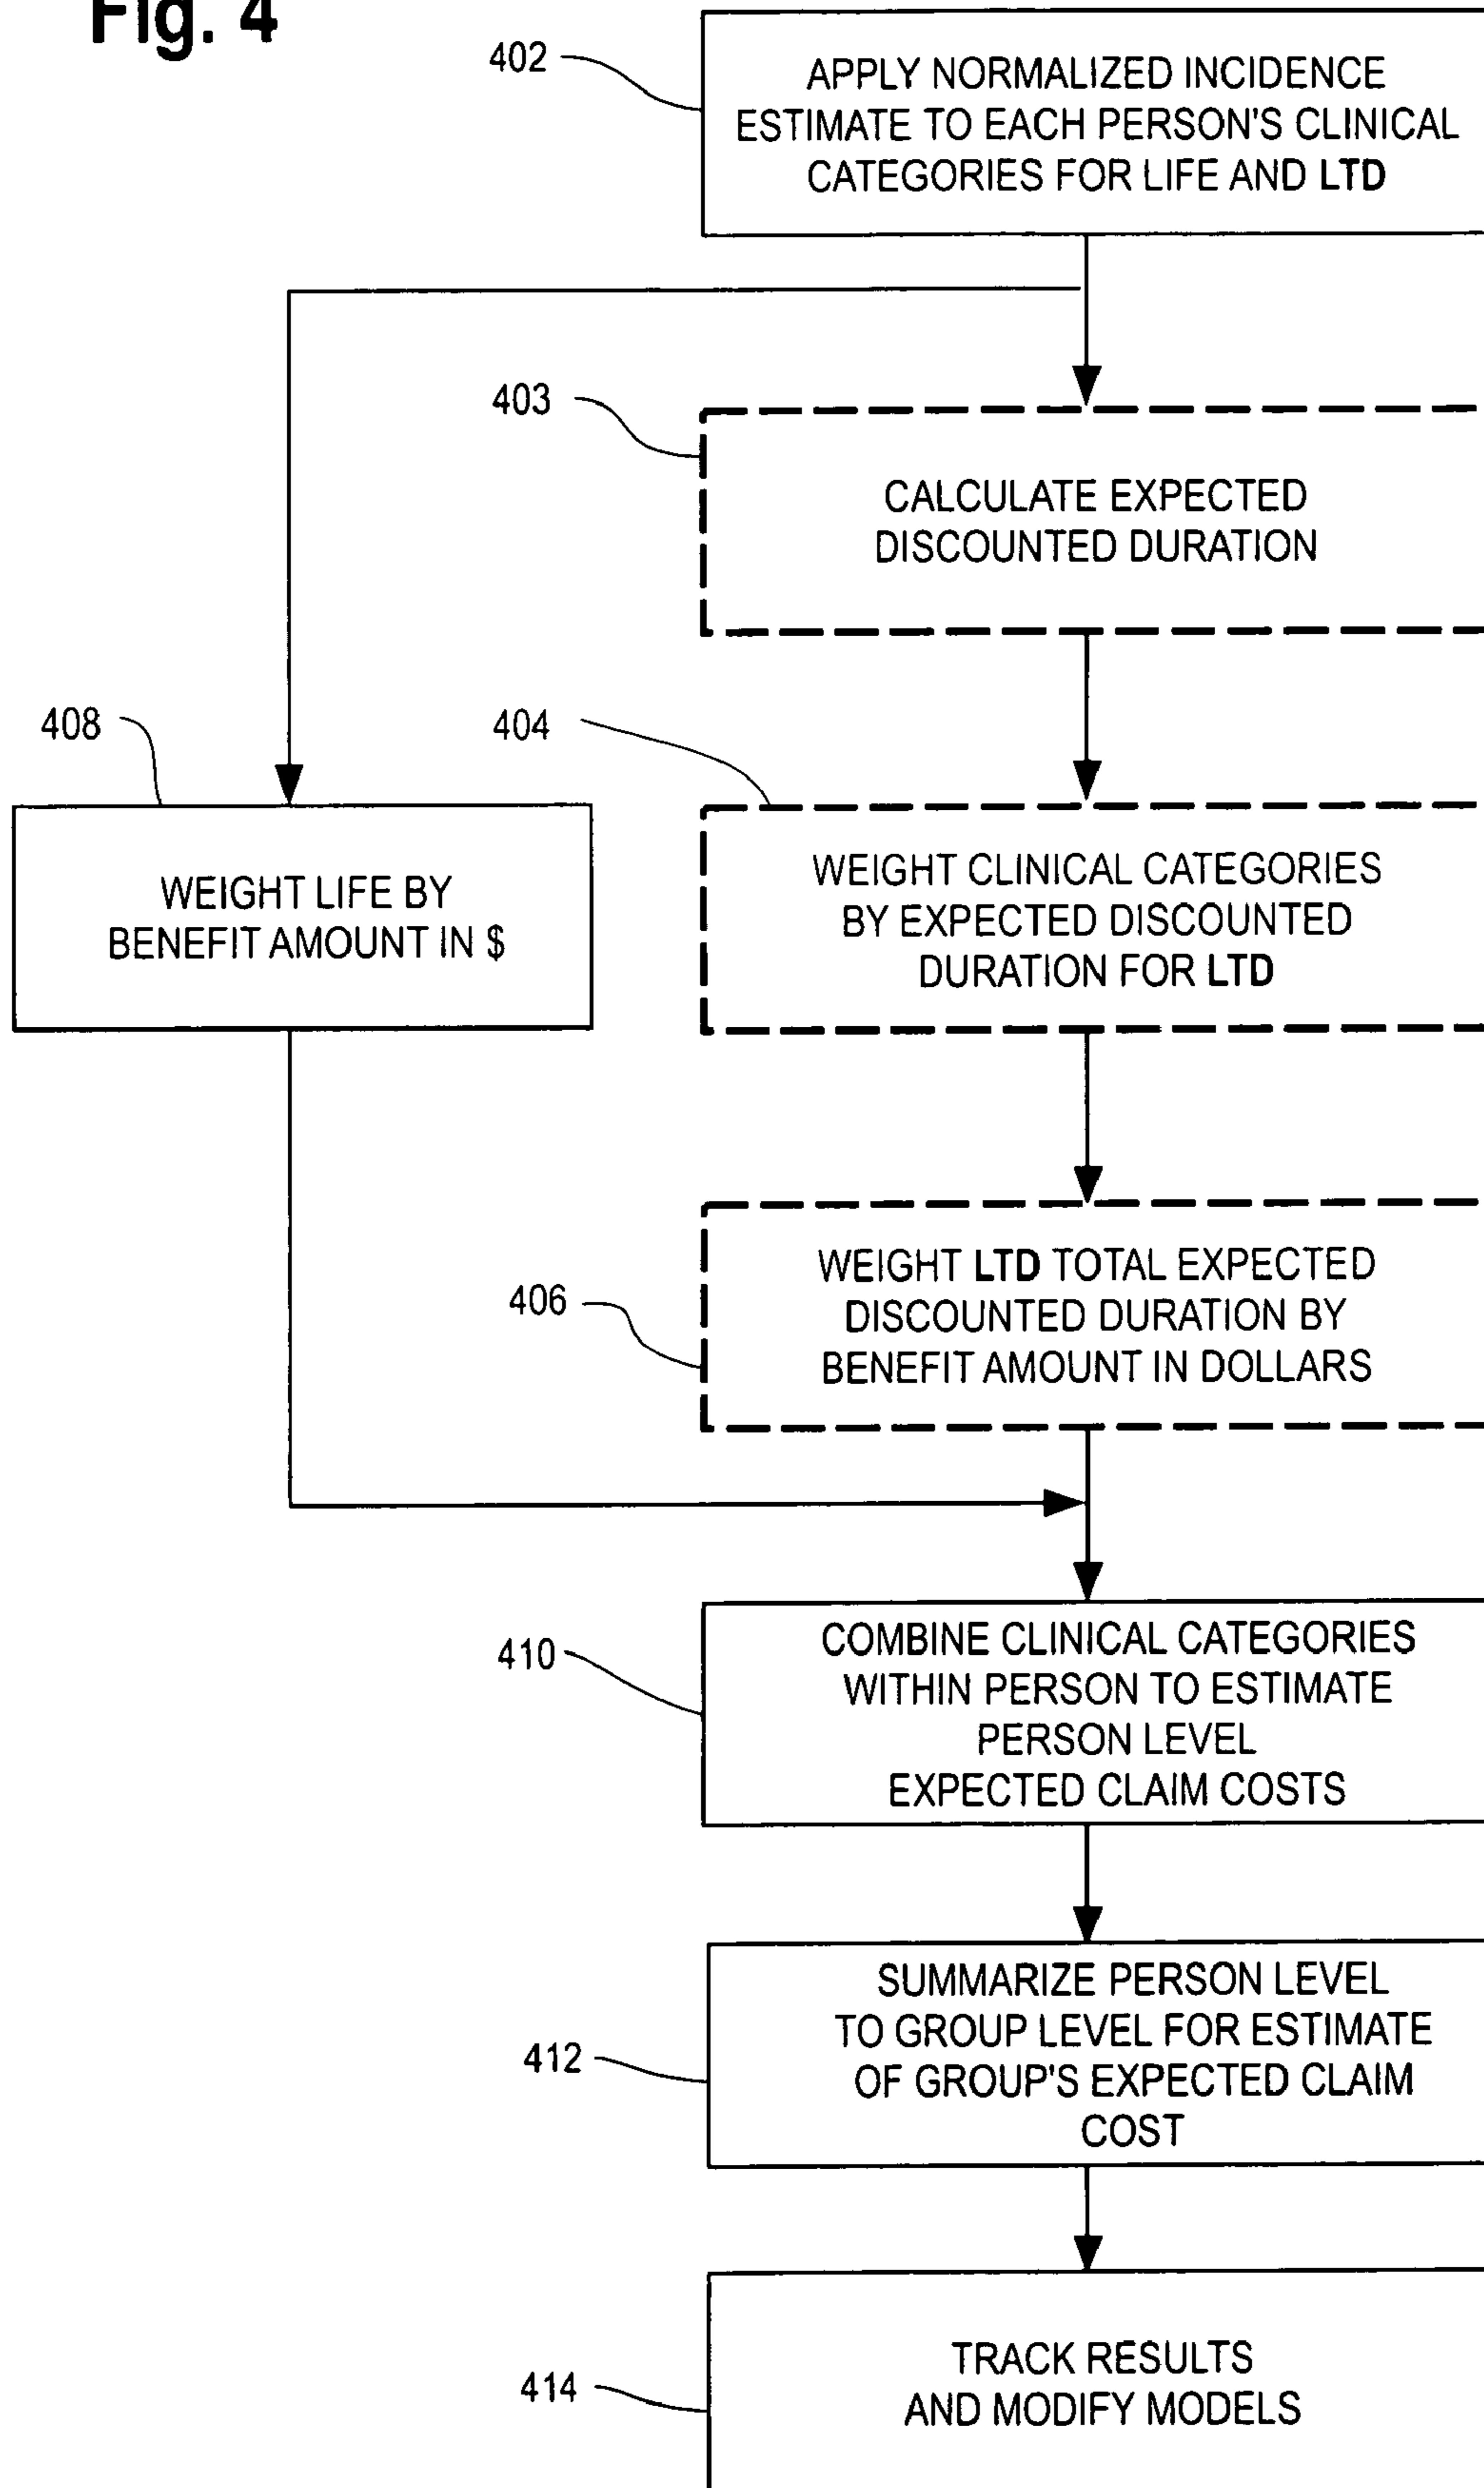 Fig. 4
402
APPLY NORMALIZED INCIDENCE
ESTIMATE TO EACH PERSON'S CLINICAL
CATEGORIES FOR LIFE AND LTD
403
CALCULATE EXPECTED
DISCOUNTED DURATION
408
WEIGHT LIFE BY
BENEFIT AMOUNT IN $
404
WEIGHT CLINICAL CATEGORIES
BY EXPECTED DISCOUNTED
DURATION FOR LTD
406
WEIGHT LTD TOTAL EXPECTED
DISCOUNTED DURATION BY
BENEFIT AMOUNT IN DOLLARS
410
COMBINE CLINICAL CATEGORIES
WITHIN PERSON TO ESTIMATE
PERSON LEVEL
EXPECTED CLAIM COSTS
412
SUMMARIZE PERSON LEVEL
TO GROUP LEVEL FOR ESTIMATE
OF GROUP'S EXPECTED CLAIM
COST
414
TRACK RESULTS
AND MODIFY MODELS